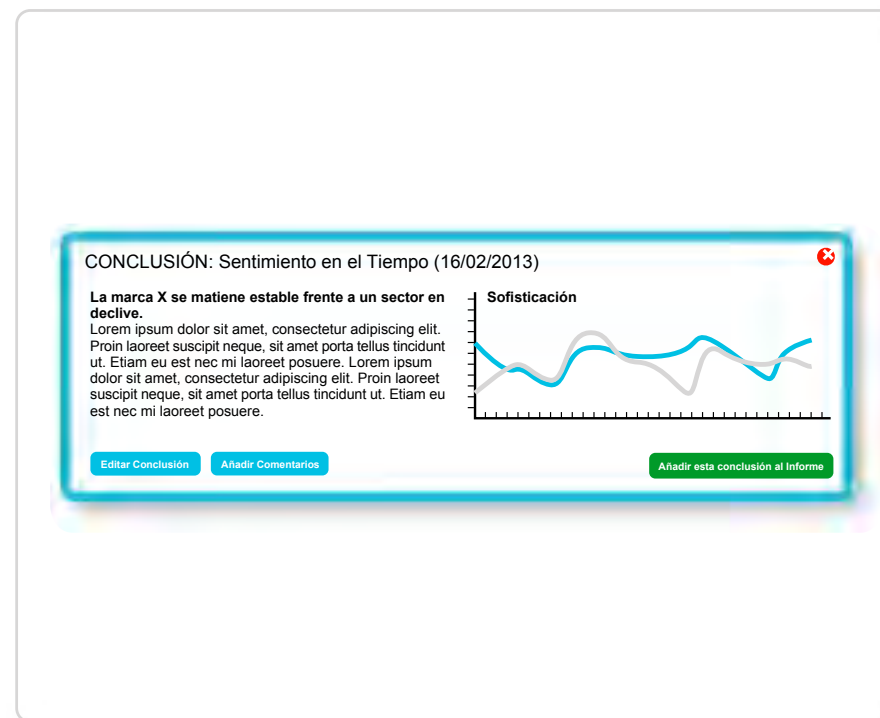 CONCLUSIÓN: Sentimiento en el Tiempo (16/02/2013)
La marca X se matiene estable frente a un sector en
declive.
Lorem ipsum dolor sit amet, consectetur adipiscing elit.
Proin laoreet suscipit neque, sit amet porta tellus tincidunt
ut. Etiam eu est nec mi laoreet posuere. Lorem ipsum
dolor sit amet, consectetur adipiscing elit. Proin laoreet
suscipit neque, sit amet porta tellus tincidunt ut. Etiam eu
est nec mi laoreet posuere.
Sofisticación
Editar Conclusión
Añadir Comentarios
Añadir esta conclusión al Informe